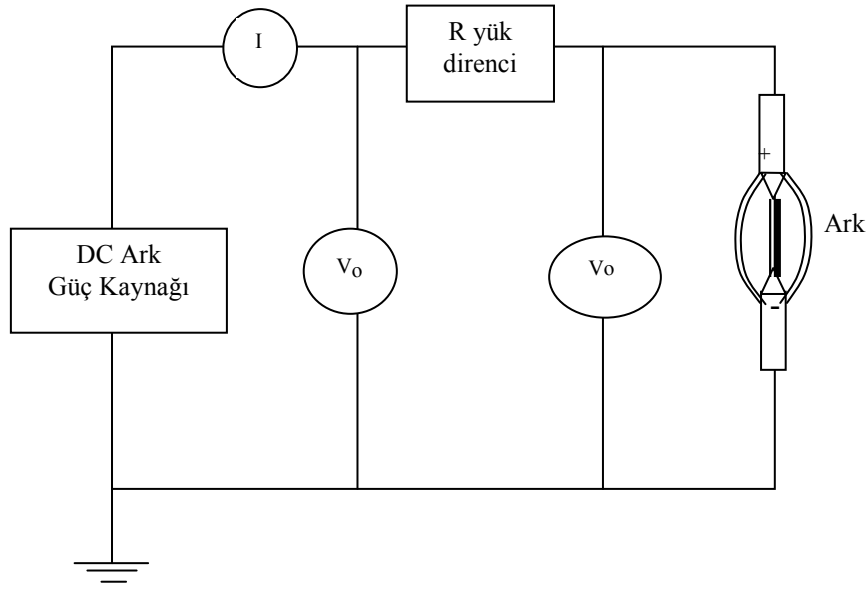 I
R yük
direnci
+
Ark
DC Ark
Güç Kaynağı
Vo
Vo
-